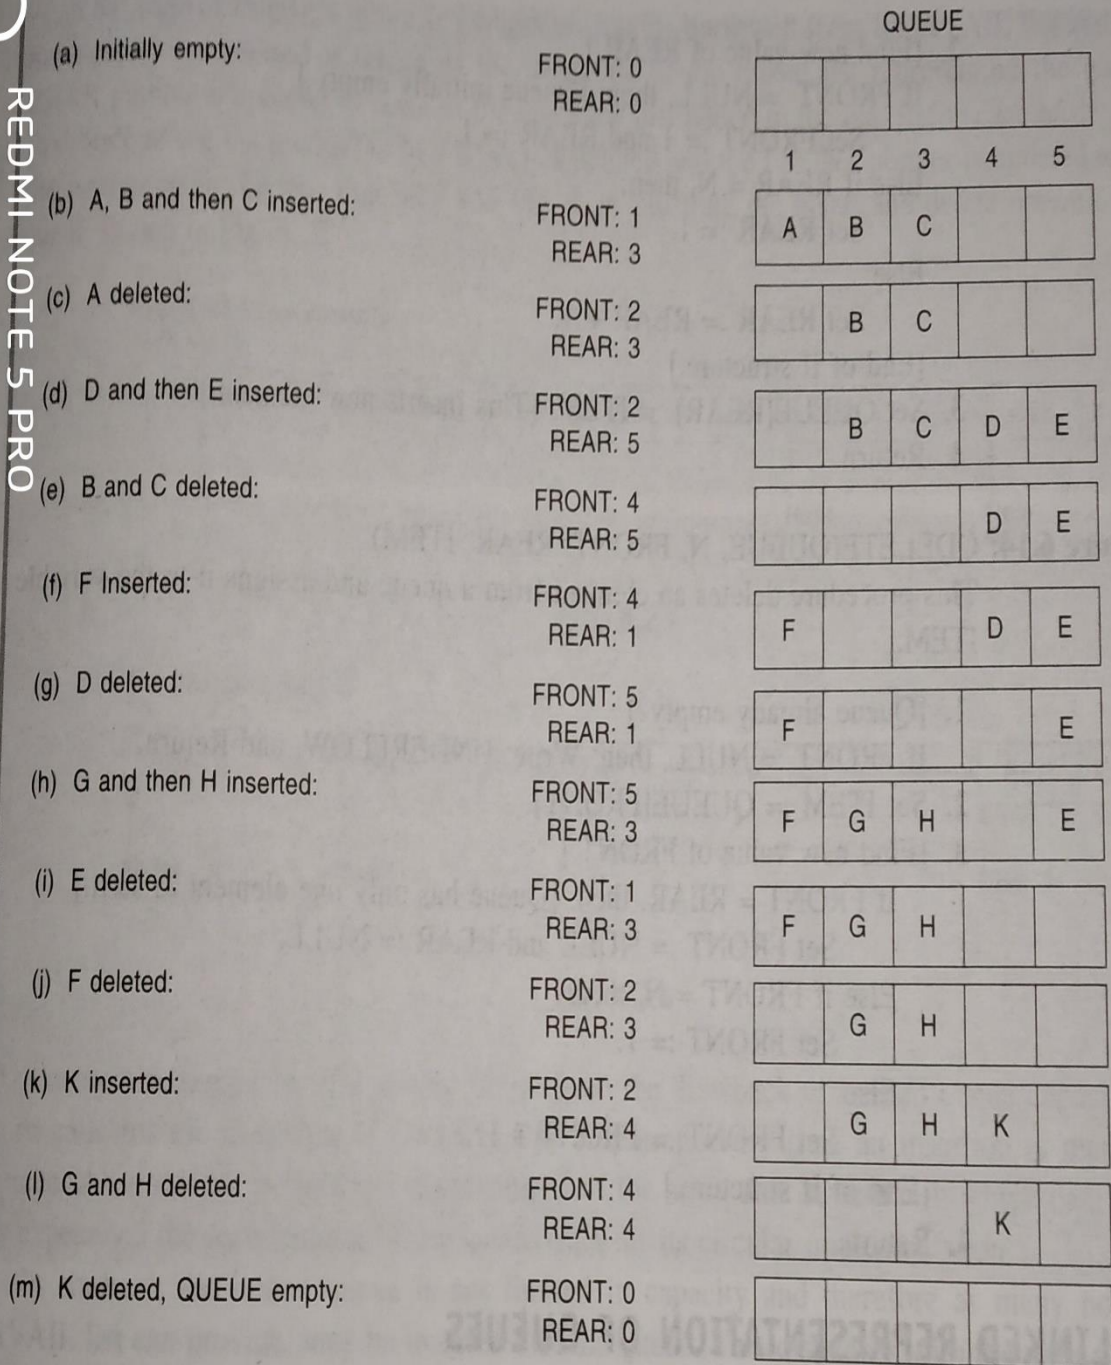 QUEUE
(a) Initially empty:
FRONT: 0
REAR: 0
1 2 3 4 5
(b) A, B and then C inserted:
FRONT: 1
REAR: 3
A B C
(c) A deleted:
FRONT: 2
REAR: 3
B C
(d) D and then E inserted:
FRONT: 2
REAR: 5
B C D E
(e) B and C deleted:
FRONT: 4
REAR: 5
D E
(f) F Inserted:
FRONT: 4
REAR: 1
F D E
(g) D deleted:
FRONT: 5
REAR: 1
F E
(h) G and then H inserted:
FRONT: 5
REAR: 3
F G H E
(i) E deleted:
FRONT: 1
REAR: 3
F G H
(j) F deleted:
FRONT: 2
REAR: 3
G H
(k) K inserted:
FRONT: 2
REAR: 4
G H K
(l) G and H deleted:
FRONT: 4
REAR: 4
K
(m) K deleted, QUEUE empty:
FRONT: 0
REAR: 0
REDMI NOTE 5 PRO